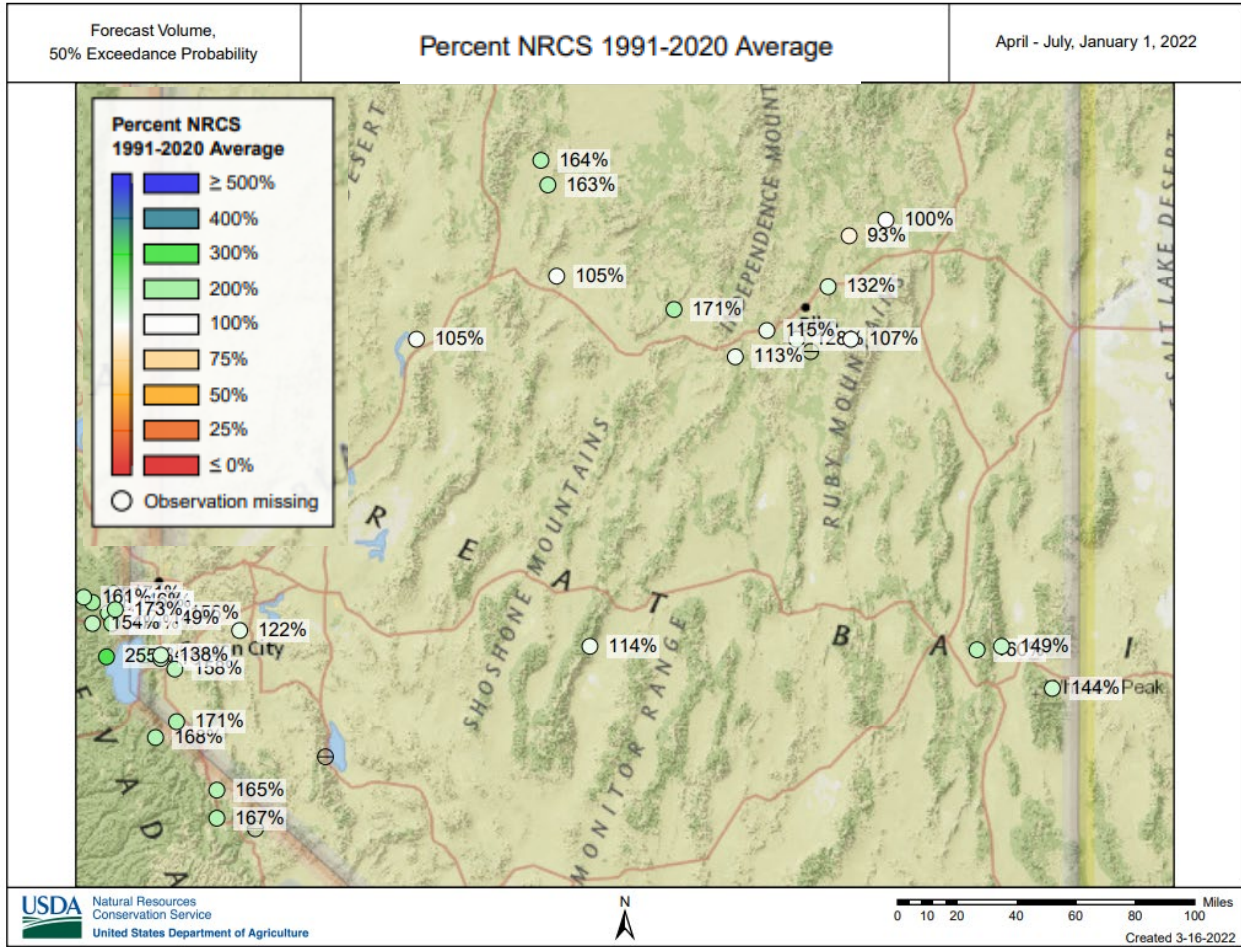 Forecast Volume,
50% Exceedance Probability
Percent NRCS 1991-2020 Average
April - July, January 1, 2022
Percent NRCS
1991-2020 Average
≥ 500%
400%
300%
200%
100%
75%
50%
25%
≤ 0%
Observation missing
ESERT
INDEPENDENCE MOUNT
SALT LAKE DESERT
164%
163%
100%
93%
105%
132%
171%
115%
105%
107%
113%
RUBY MOUNTAINS
SHOSHONE MOUNTAINS
R E A T
B A
I
161%
173%
149%
154%
122%
n City
255
138%
158%
114%
149%
144%
Peak
MONITOR RANGE
171%
168%
165%
167%
E V A D A
USDA
Natural Resources
Conservation Service
United States Department of Agriculture
N
0 10 20 40 60 80 100
Miles
Created 3-16-2022